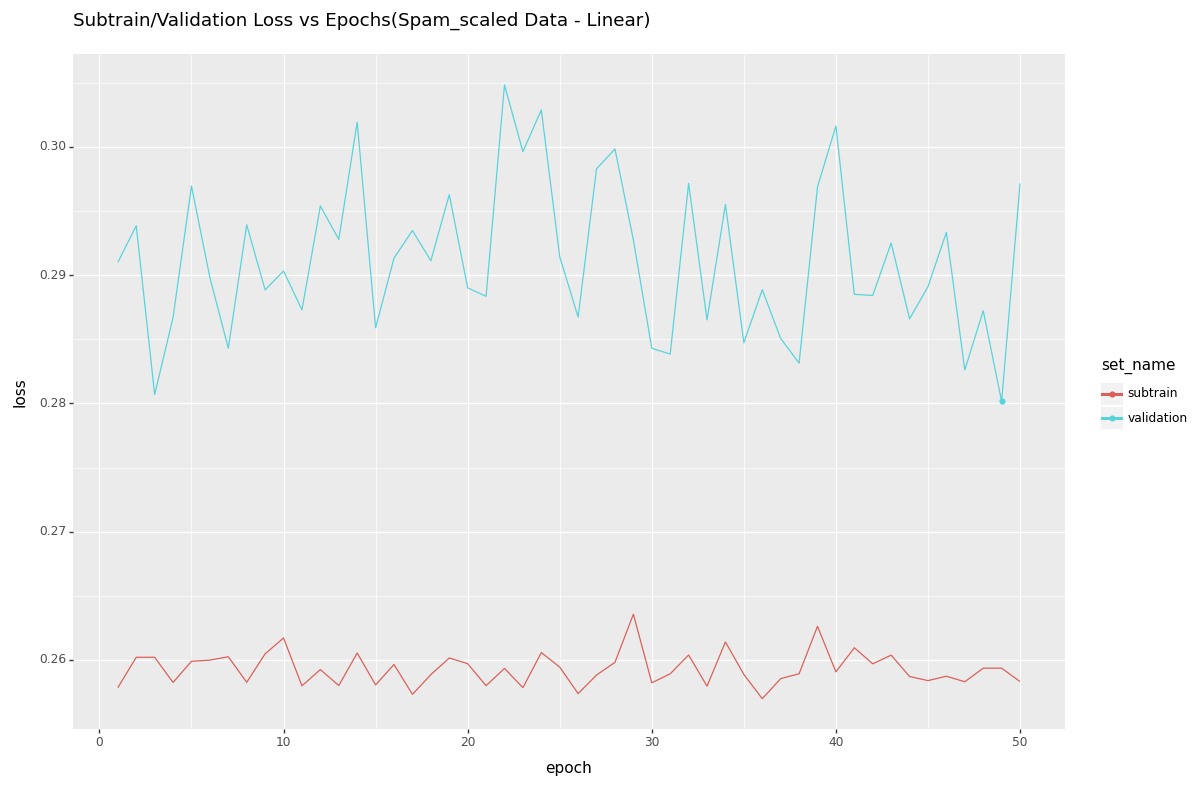 Subtrain/Validation Loss vs Epochs(Spam_scaled Data - Linear)
0.30
0.29
0.28
0.27
0.26
loss
0 10 20 30 40 50
epoch
set_name
subtrain
validation